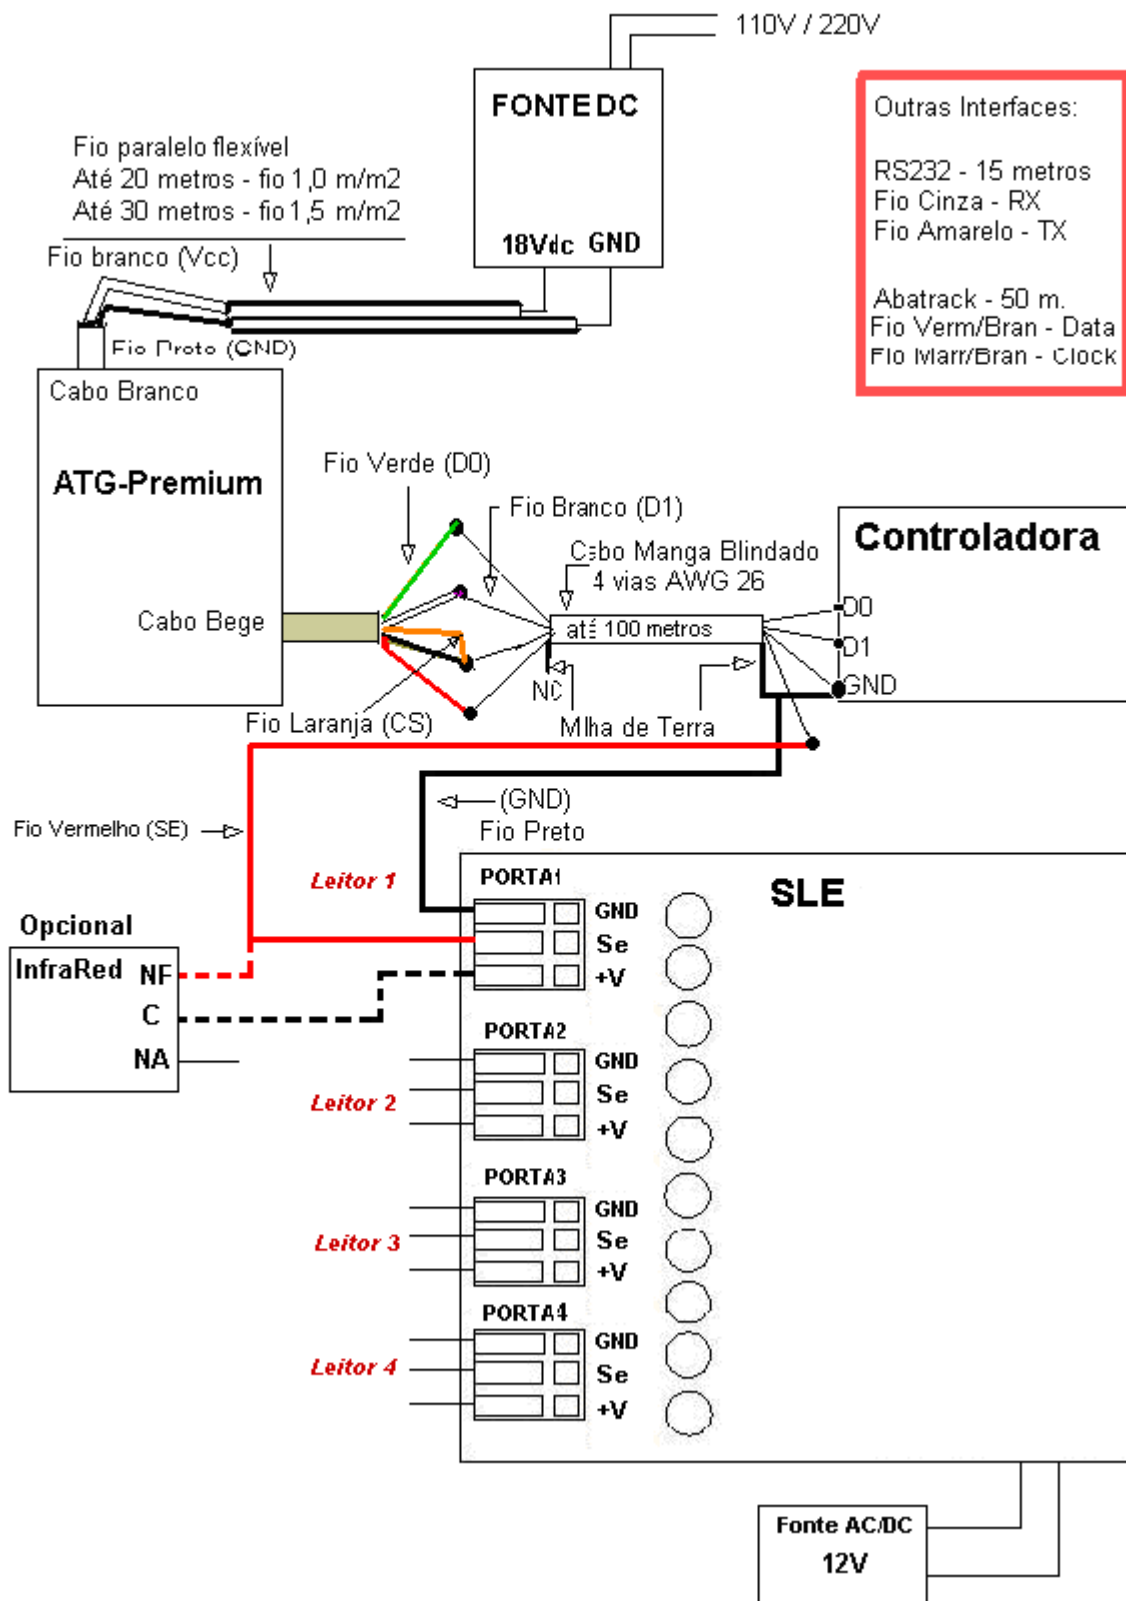 110V / 220V
FONTE DC
18Vdc GND
Outras Interfaces:
RS232 - 15 metros
Fio Cinza - RX
Fio Amarelo - TX
Abatrack - 50 m.
Fio Verm/Bran - Data
Fio Marr/Bran - Clock
Fio paralelo flexível
Até 20 metros - fio 1,0 m/m2
Até 30 metros - fio 1,5 m/m2
Fio branco (Vcc)
Fio Preto (GND)
Cabo Branco
ATG-Premium
Cabo Bege
Fio Verde (D0)
Fio Branco (D1)
Cabo Manga Blindado
4 vias AWG 26
até 100 metros
NC
Fio Laranja (CS)
Mlha de Terra
Controladora
D0
D1
GND
(GND)
Fio Preto
Fio Vermelho (SE)
SLE
Leitor 1
PORTA1
GND
Se
+V
Opcional
InfraRed
NF
C
NA
PORTA2
GND
Se
+V
Leitor 2
PORTA3
GND
Se
+V
Leitor 3
PORTA4
GND
Se
+V
Leitor 4
Fonte AC/DC
12V